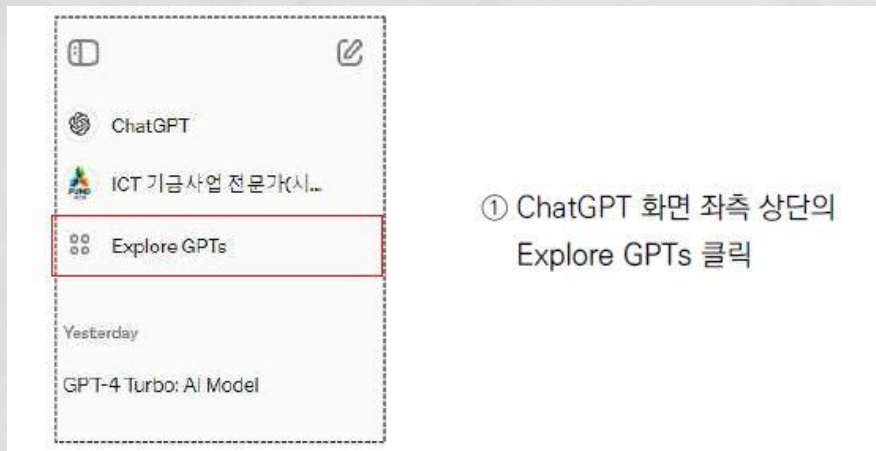 ChatGPT
ICT 기금사업 전문가(시...
Explore GPTs
Yesterday
GPT-4 Turbo: AI Model
① ChatGPT 화면 좌측 상단의
Explore GPTs 클릭